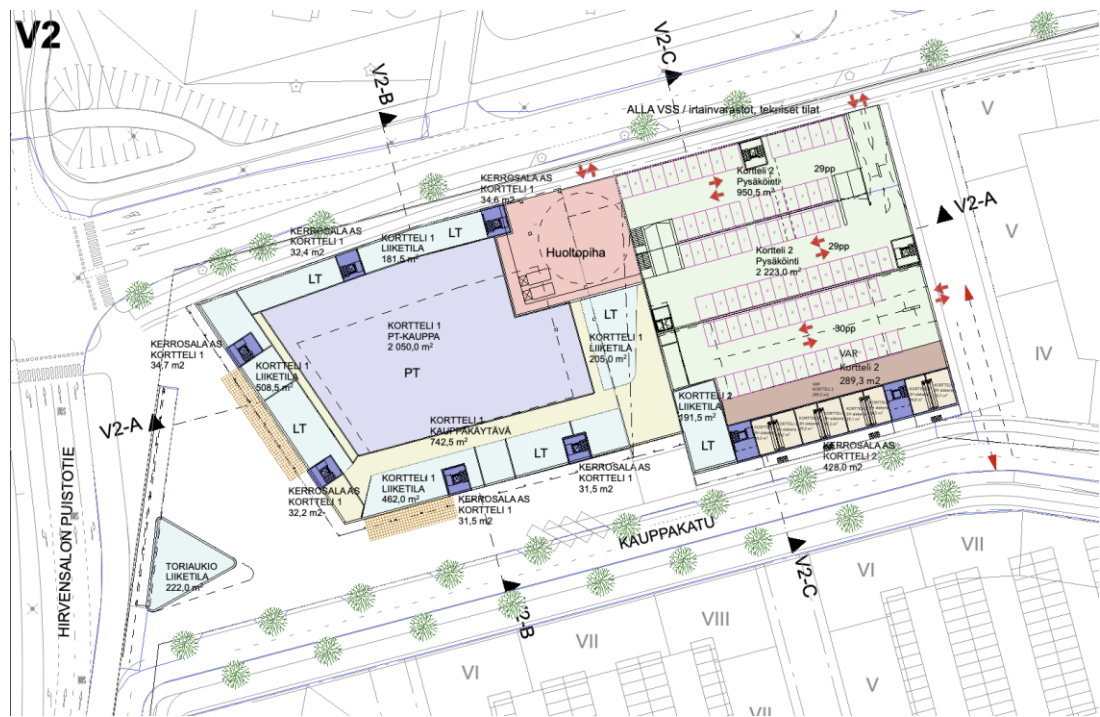 V2
V2-B
V2-C
ALLA VSS / irtainvarastot, tekniset tilat
V
KERROSALA AS
KORTTELI 1
34,6 m2
Kortteli 2
Pysäköinti
950,5 m²
29pp
V2-A
V
KERROSALA AS
KORTTELI 1
32,4 m2
LT
KORTTELI 1
LIIKETILA
181,5 m²
LT
Huoltopiha
Kortteli 2
Pysäköinti
2 223,0 m²
29pp
KORTTELI 1
PT-KAUPPA
2 050,0 m²
PT
LT
KORTTELI 1
LIIKETILA
205,0 m²
30pp
KERROSALA AS
KORTTELI 1
34,7 m2
KORTTELI 1
LIIKETILA
508,5 m²
LT
VAR
Kortteli 2
289,3 m2
IV
V2-A
KORTTELI 1
KAUPPAKÄYTÄVÄ
742,5 m²
KORTTELI 2
LIIKETILA
191,5 m²
LT
LT
KERROSALA AS
KORTTELI 2
428,0 m2
KERROSALA AS
KORTTELI 1
32,2 m2
KORTTELI 1
LIIKETILA
462,0 m²
KERROSALA AS
KORTTELI 1
31,5 m2
KERROSALA AS
KORTTELI 1
31,5 m2
KAUPPAKATU
HIRVENSALON PUISTOTIE
TORIAUKIO
LIIKETILA
222,0 m²
V2-B
V2-C
VI
VII
VIII
VI
VII
V
VII